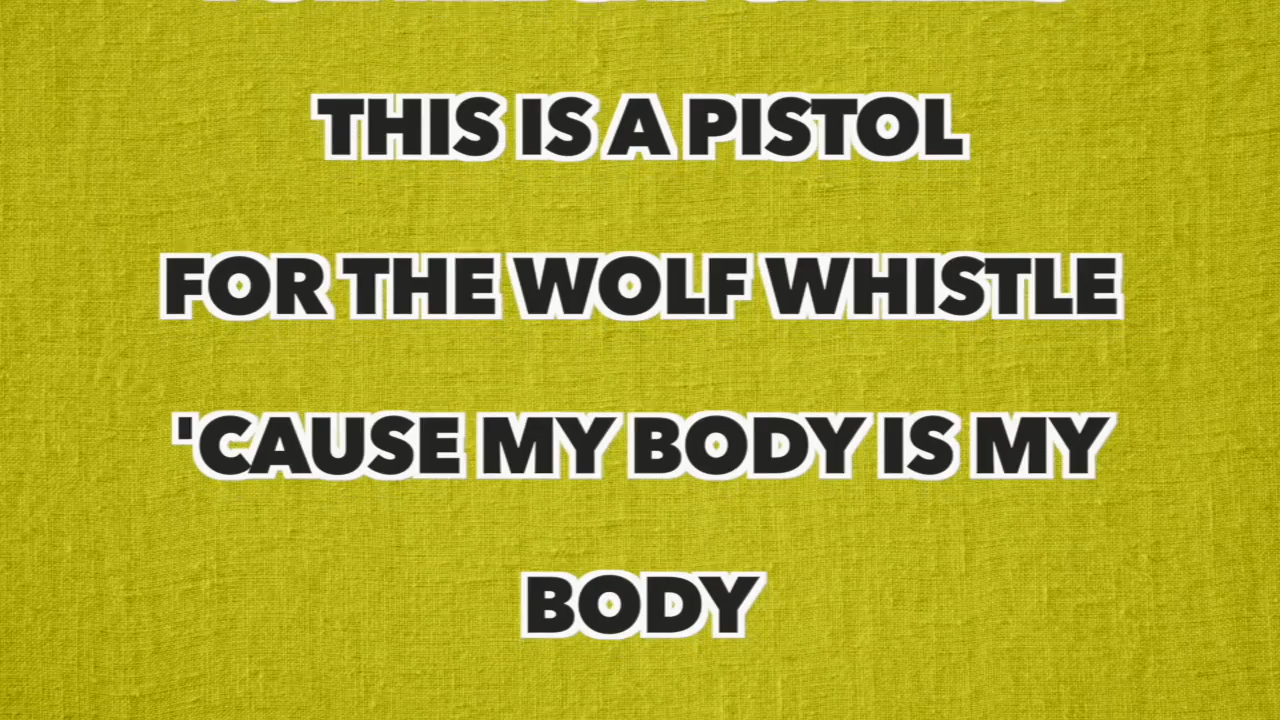 THIS IS A PISTOL
FOR THE WOLF WHISTLE
'CAUSE MY BODY IS MY
BODY